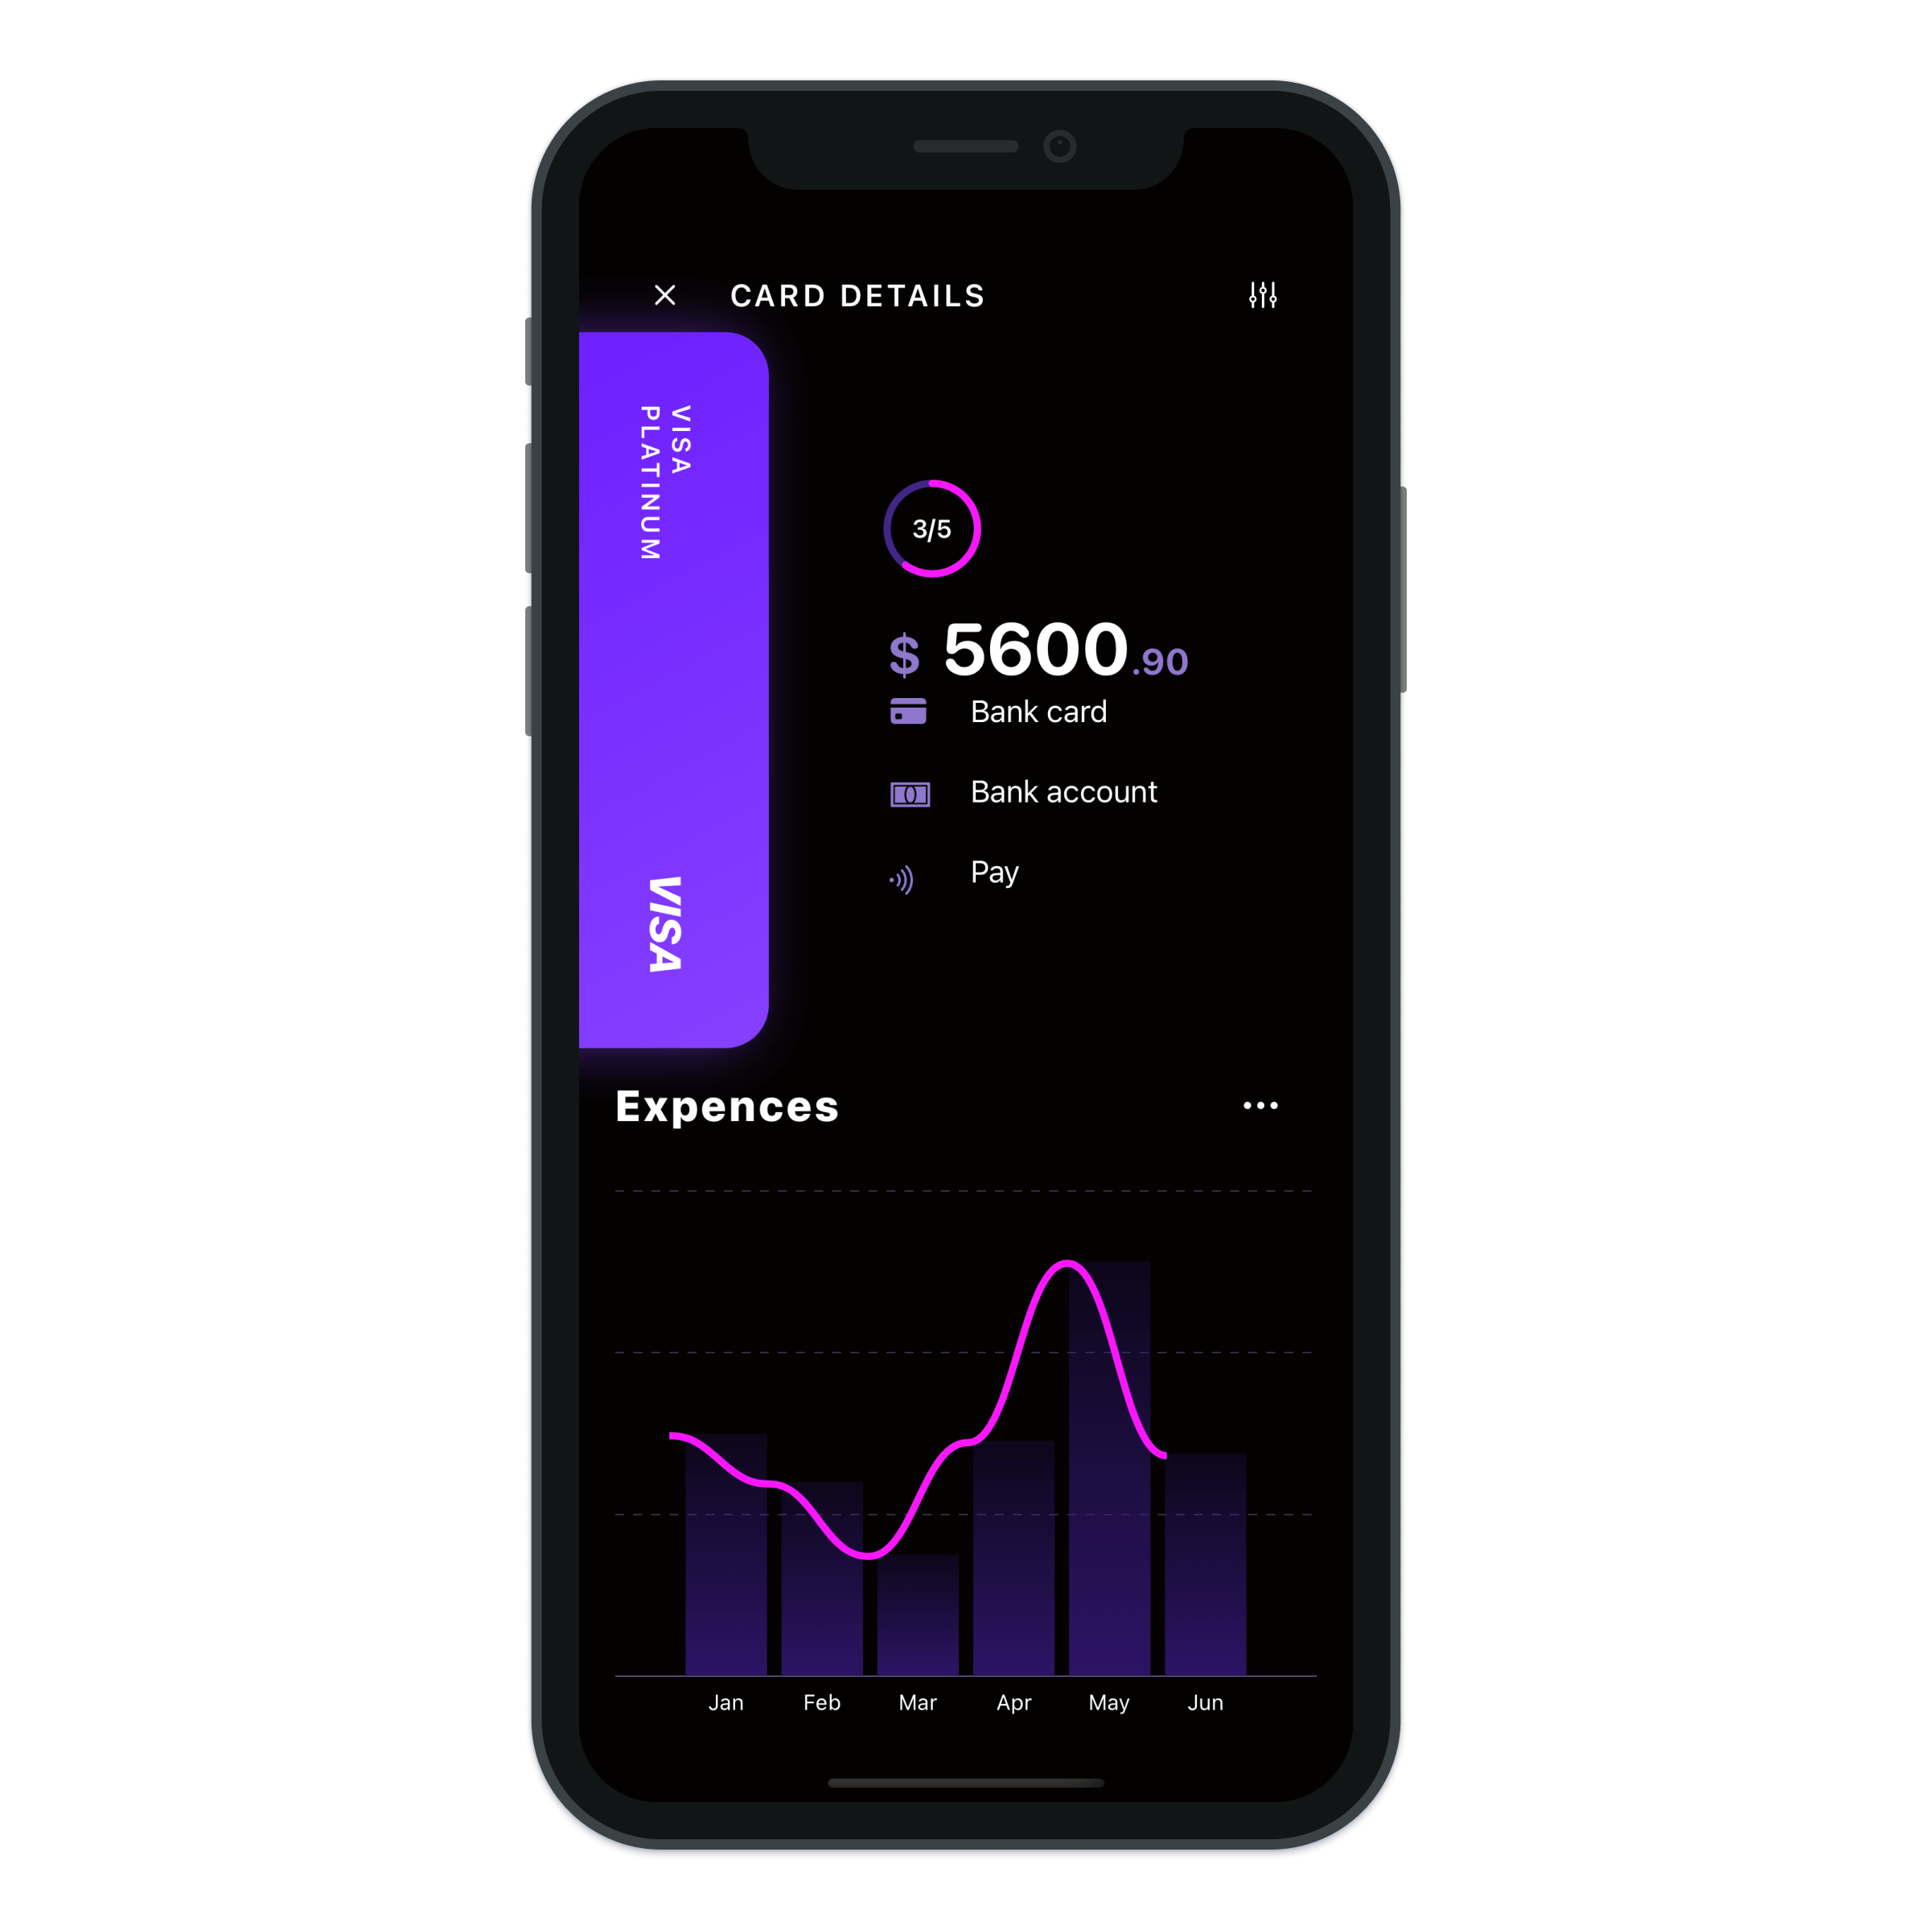 CARD DETAILS
VISA
PLATINUM
VISA
3/5
$ 5600.90
Bank card
Bank account
Pay
Expences
Jan Feb Mar Apr May Jun